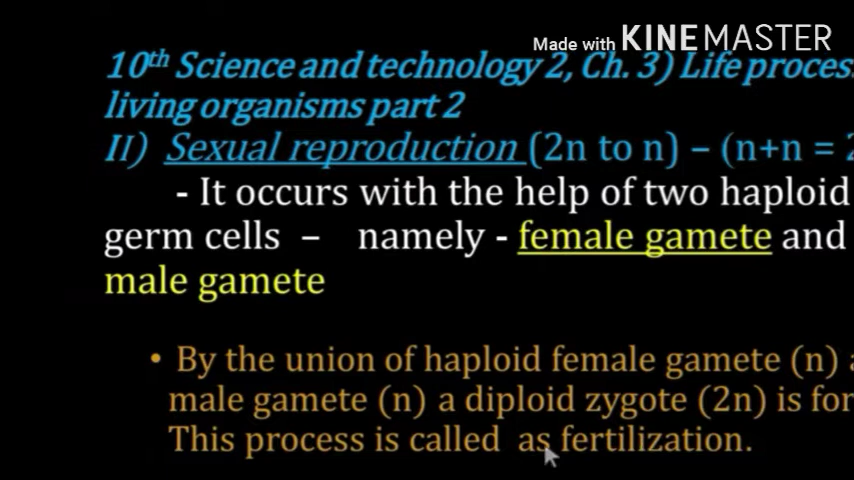 Made with KINEMASTER
10th Science and technology 2, Ch. 3) Life proces
living organisms part 2
II) Sexual reproduction (2n to n) – (n+n = 2
- It occurs with the help of two haploid
germ cells – namely - female gamete and
male gamete
• By the union of haploid female gamete (n) a
male gamete (n) a diploid zygote (2n) is for
This process is called as fertilization.